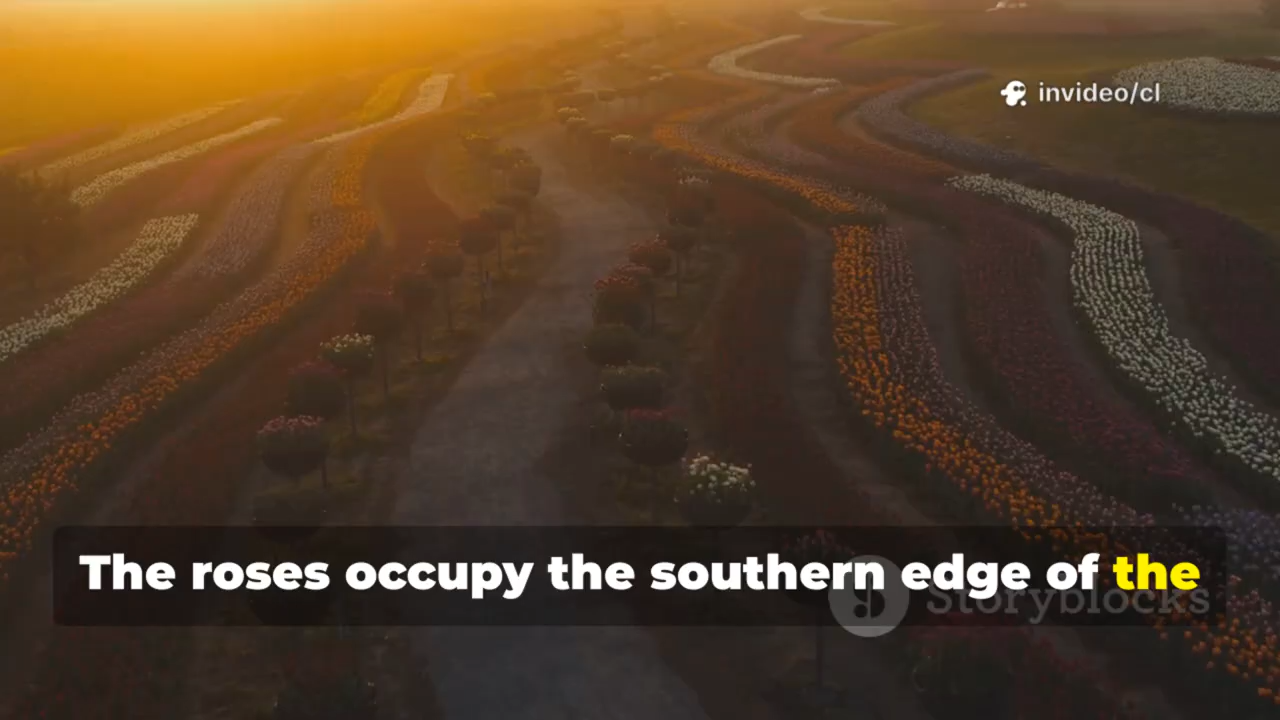 invideo/cl
The roses occupy the southern edge of the
Storyblocks